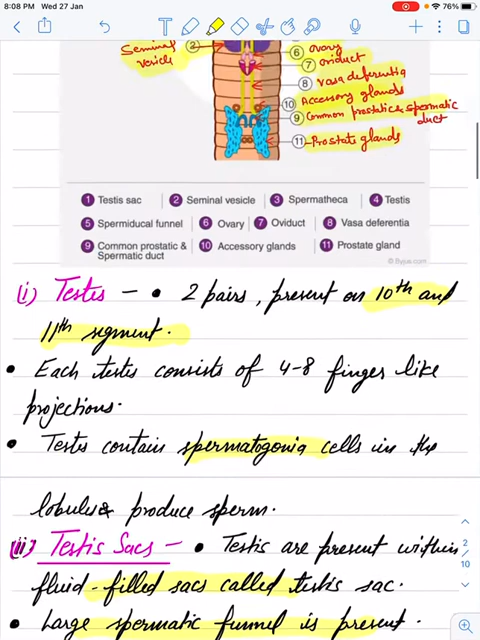 8:08 PM Wed 27 Jan
76%
Seminal
vesicle
2
6 ovary
7 oviduct
8 vasa deferentia
10 Accessory glands
9 Common prostatic & spermatic
duct
11 Prostate glands
1 Testis sac 2 Seminal vesicle 3 Spermatheca 4 Testis
5 Spermiducal funnel 6 Ovary 7 Oviduct 8 Vasa deferentia
9 Common prostatic & Spermatic duct 10 Accessory glands 11 Prostate gland
© Byjus.com
(i) Testes - • 2 pairs, present on 10th and
11th segment.
• Each testes consists of 4-8 finger like
projections.
• Testes contain spermatogonia cells in the
lobules & produce sperm.
(ii) Testis Sacs - • Testis are present within
fluid-filled sacs called testis sac.
• Large spermatic funnel is present.
2
/
10